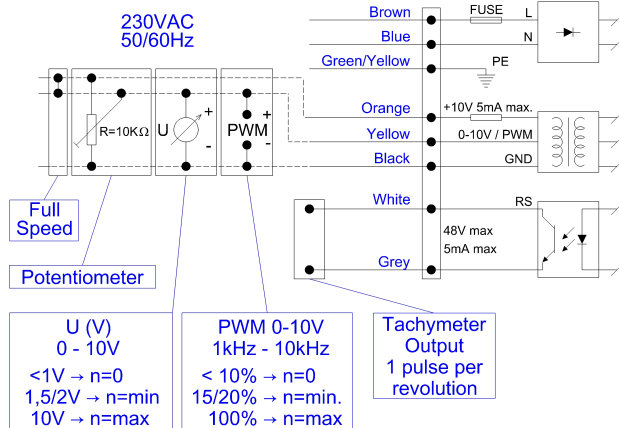 230VAC
50/60Hz
Brown
FUSE
L
Blue
N
Green/Yellow
PE
Orange
+10V 5mA max.
Yellow
0-10V / PWM
Black
GND
R=10KΩ
U
+
-
PWM
+
-
White
RS
48V max
5mA max
Grey
Full
Speed
Potentiometer
U (V)
0 - 10V
<1V → n=0
1,5/2V → n=min
10V → n=max
PWM 0-10V
1kHz - 10kHz
< 10% → n=0
15/20% → n=min.
100% → n=max
Tachymeter
Output
1 pulse per
revolution